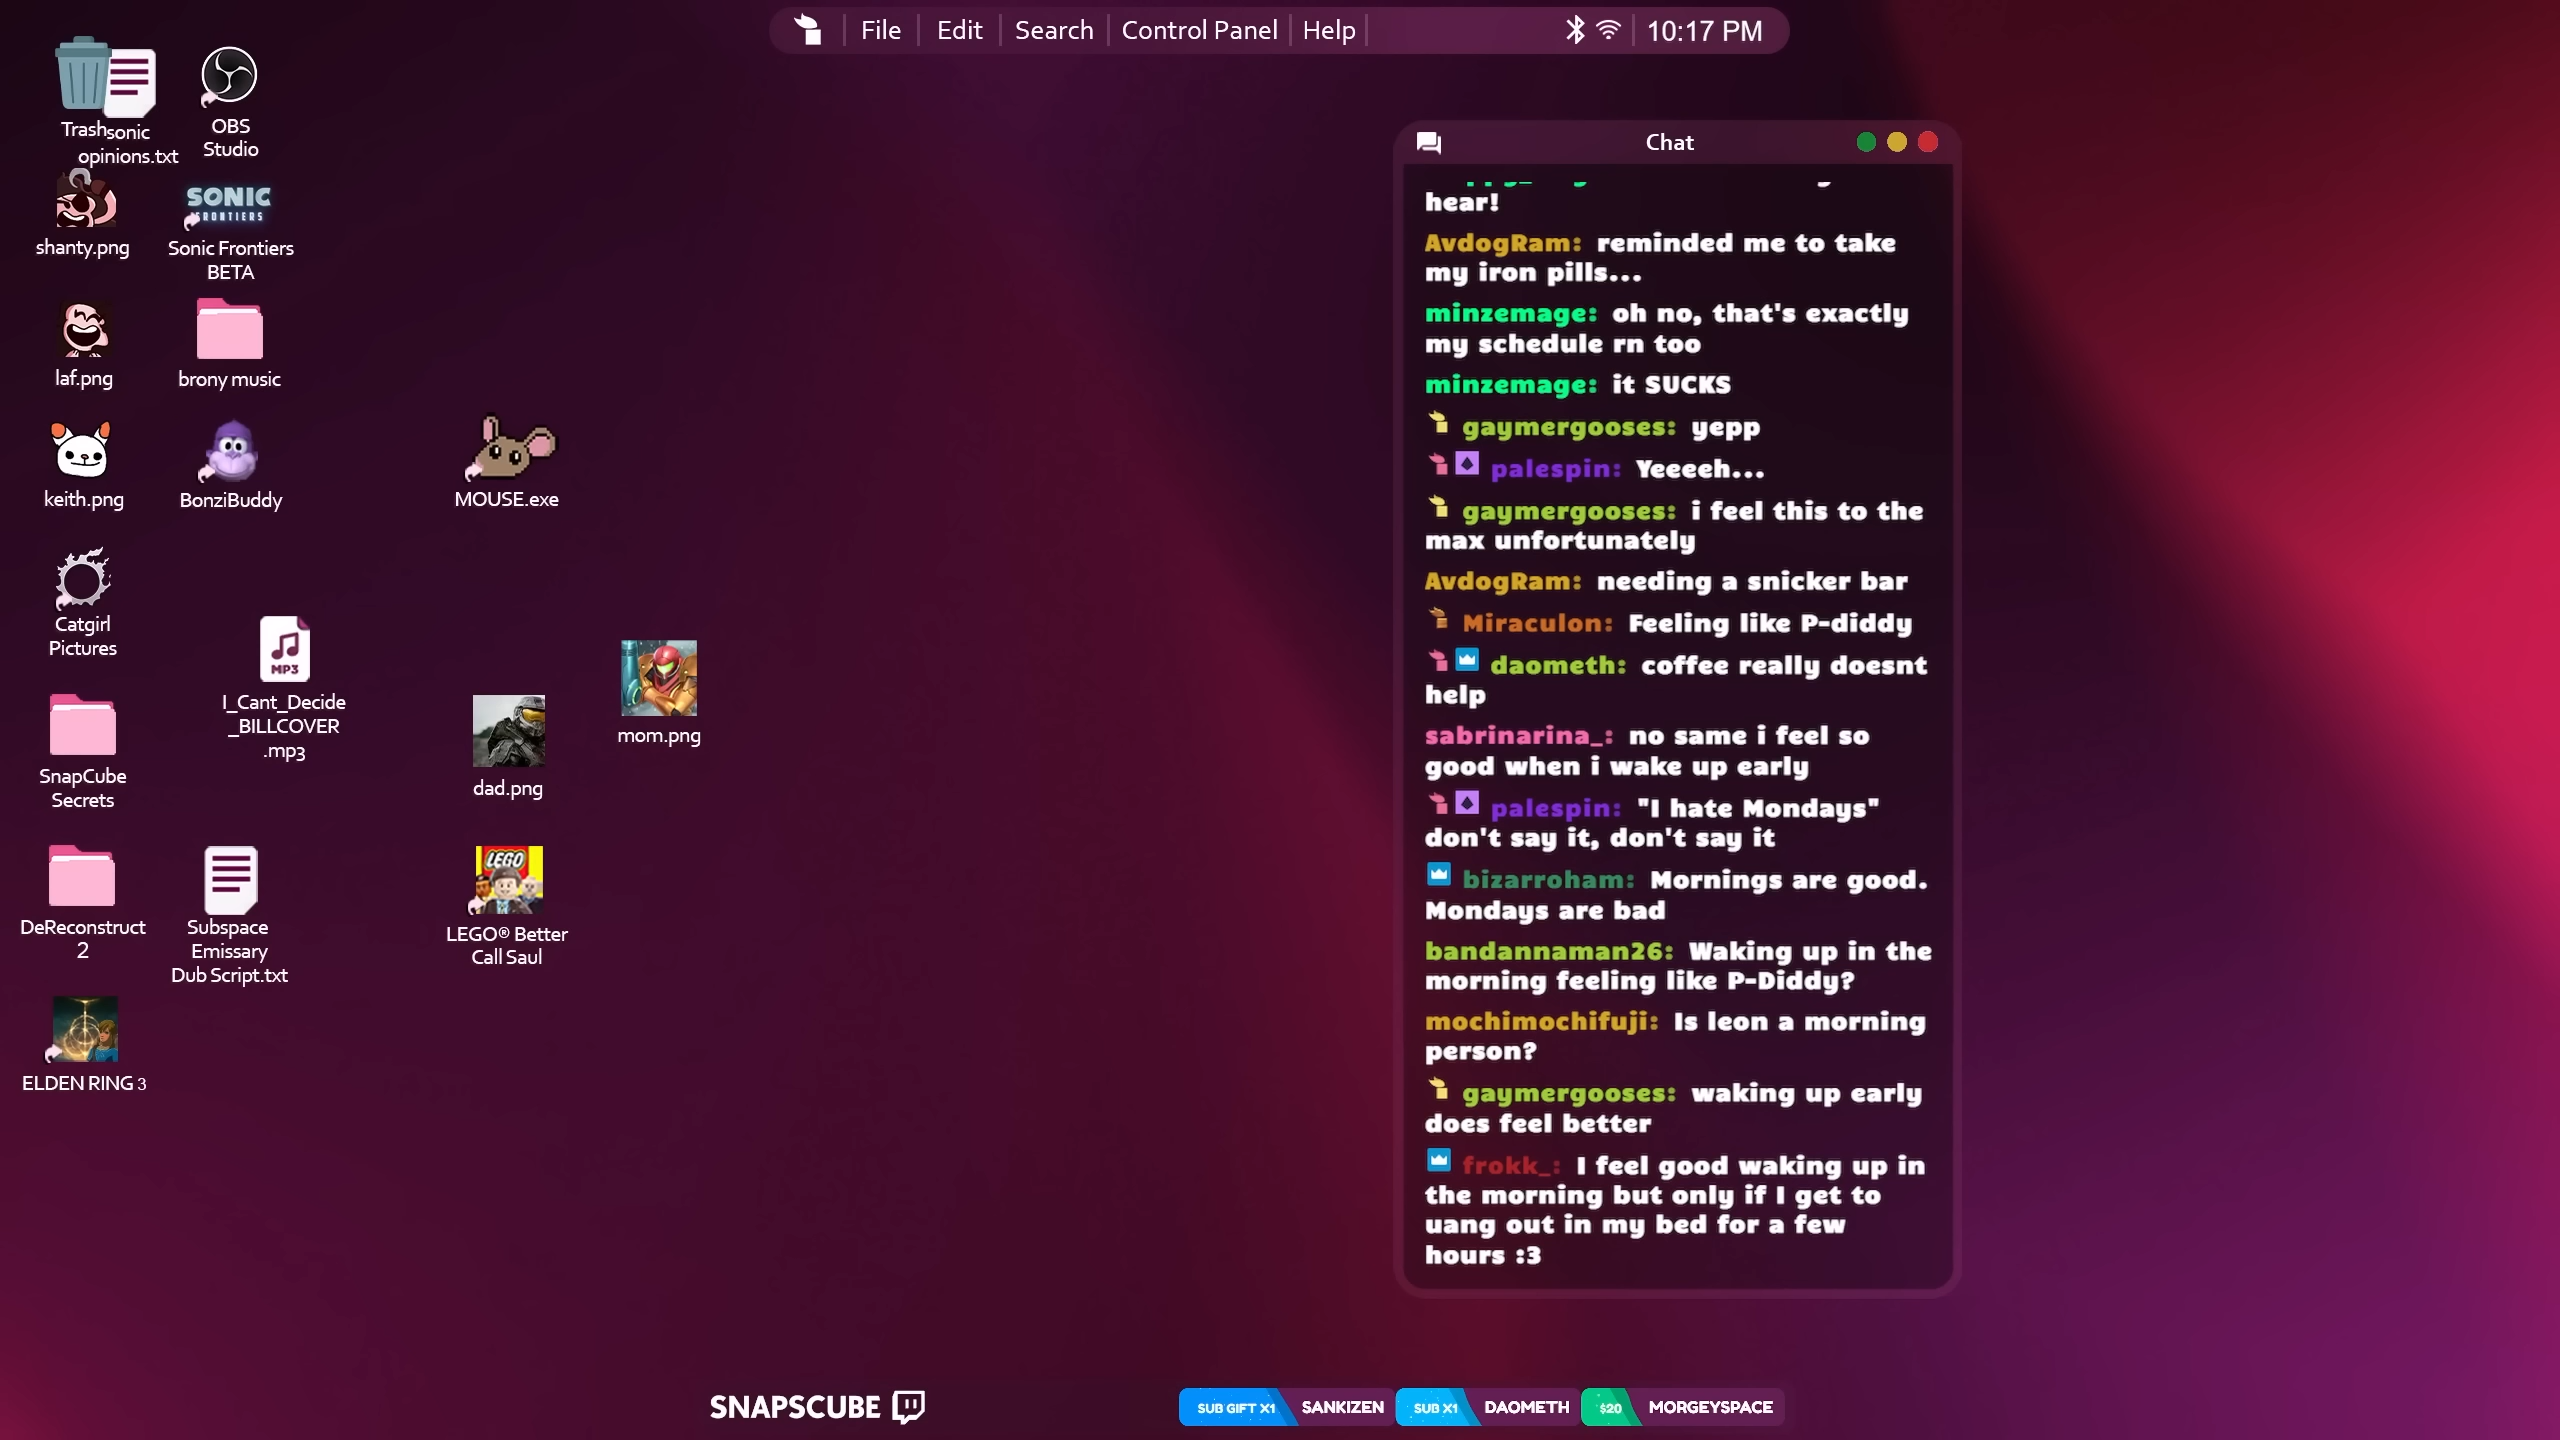 File
Edit
Search
Control Panel
Help
10:17 PM
Trash
sonic
opinions.txt
OBS
Studio
shanty.png
SONIC
FRONTIERS
Sonic Frontiers
BETA
laf.png
brony music
keith.png
BonziBuddy
MOUSE.exe
Catgirl
Pictures
MP3
I_Cant_Decide
_BILLCOVER
.mp3
mom.png
dad.png
SnapCube
Secrets
DeReconstruct
2
Subspace
Emissary
Dub Script.txt
LEGO
LEGO® Better
Call Saul
ELDEN RING 3
Chat
hear!
AvdogRam: reminded me to take
my iron pills...
minzemage: oh no, that's exactly
my schedule rn too
minzemage: it SUCKS
gaymergooses: yepp
palespin: Yeeeeh...
gaymergooses: i feel this to the
max unfortunately
AvdogRam: needing a snicker bar
Miraculon: Feeling like P-diddy
daometh: coffee really doesnt
help
sabrinarina_: no same i feel so
good when i wake up early
palespin: "I hate Mondays"
don't say it, don't say it
bizarroham: Mornings are good.
Mondays are bad
bandannaman26: Waking up in the
morning feeling like P-Diddy?
mochimochifuji: Is leon a morning
person?
gaymergooses: waking up early
does feel better
frokk_: I feel good waking up in
the morning but only if I get to
uang out in my bed for a few
hours :3
SNAPSCUBE
SUB GIFT X1 SANKIZEN
SUB X1 DAOMETH
$20 MORGEYSPACE